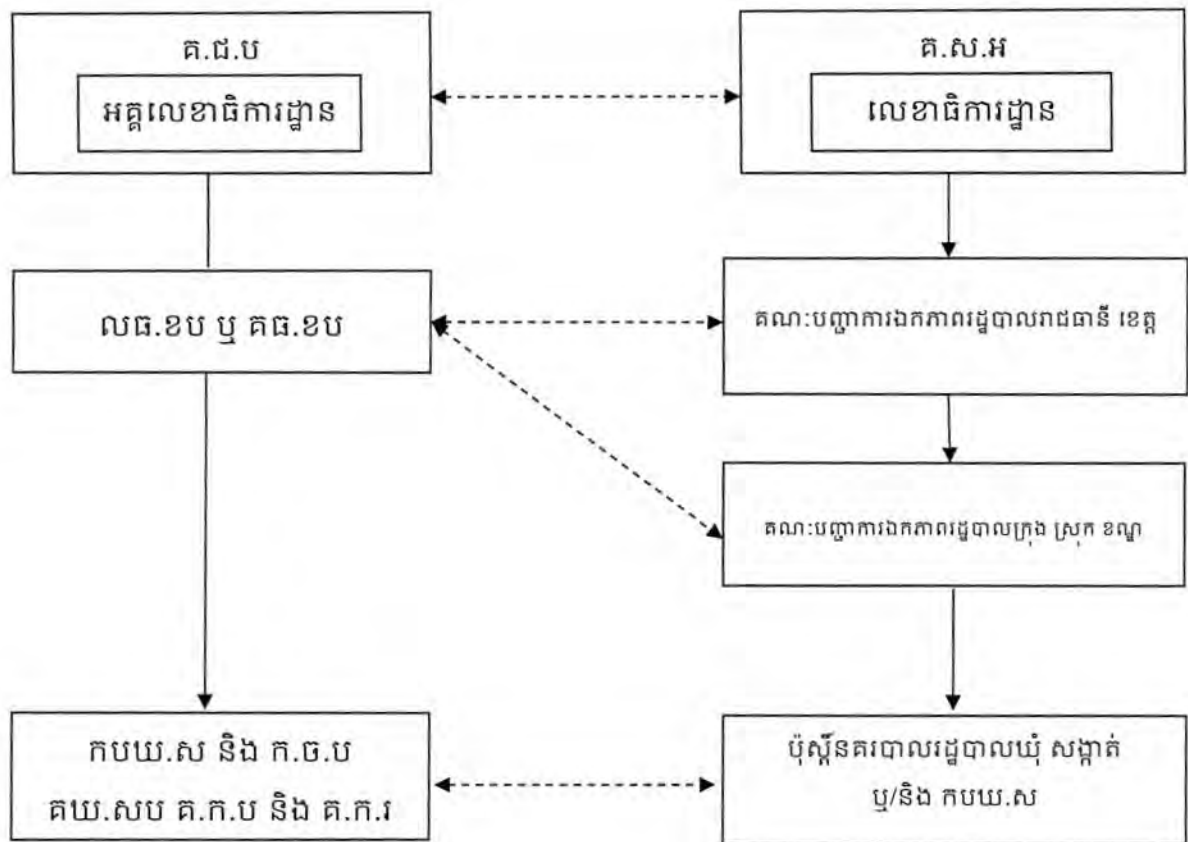 គ.ជ.ប
អគ្គលេខាធិការដ្ឋាន
គ.ស.អ
លេខាធិការដ្ឋាន
លធ.ខប ឬ គធ.ខប
គណៈបញ្ជាការឯកភាពរដ្ឋបាលរាជធានី ខេត្ត
គណៈបញ្ជាការឯកភាពរដ្ឋបាលក្រុង ស្រុក ខណ្ឌ
កបឃ.ស និង ក.ច.ប
គឃ.សប គ.ក.ប និង គ.ក.រ
ប៉ុស្តិ៍នគរបាលរដ្ឋបាលឃុំ សង្កាត់
ឬ/និង កបឃ.ស